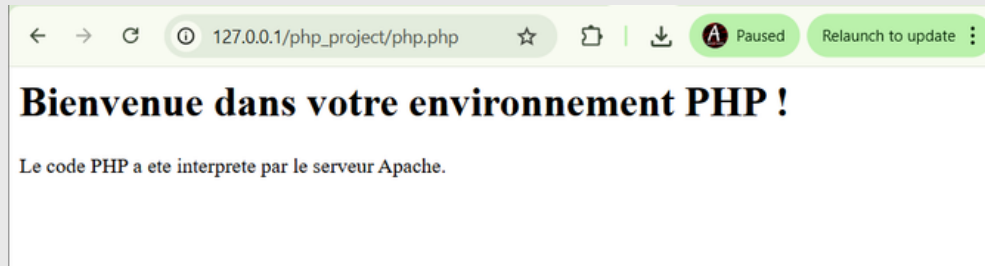 127.0.0.1/php_project/php.php A Paused Relaunch to update
Bienvenue dans votre environnement PHP !
Le code PHP a ete interprete par le serveur Apache.